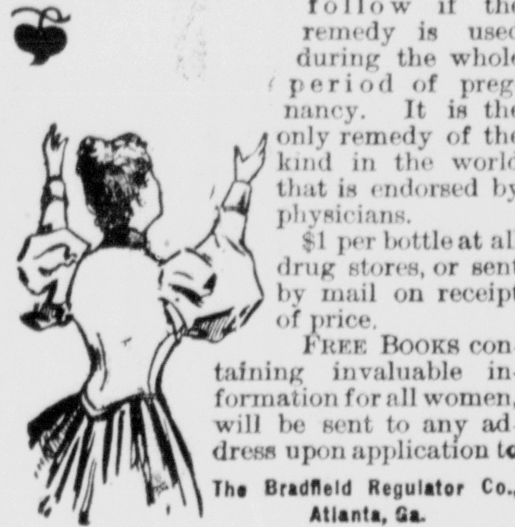 follow if the
remedy is used
during the whole
period of preg
nancy. It is the
only remedy of the
kind in the world
that is endorsed by
physicians.
$1 per bottle at all
drug stores, or sent
by mail on receipt
of price.
FREE BOOKS con
taining invaluable in
formation for all women,
will be sent to any ad
dress upon application to
The Bradfield Regulator Co.,
Atlanta, Ga.